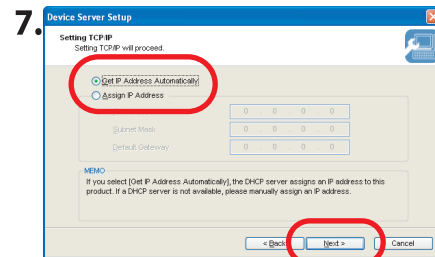 7.
Device Server Setup
Setting TCP/IP
Setting TCP/IP will proceed.
Get IP Address Automatically
Assign IP Address
0 . 0 . 0 . 0
Subnet Mask 0 . 0 . 0 . 0
Default Gateway 0 . 0 . 0 . 0
MEMO
If you select [Get IP Address Automatically], the DHCP server assigns an IP address to this
product. If a DHCP server is not available, please manually assign an IP address.
< Back Next > Cancel